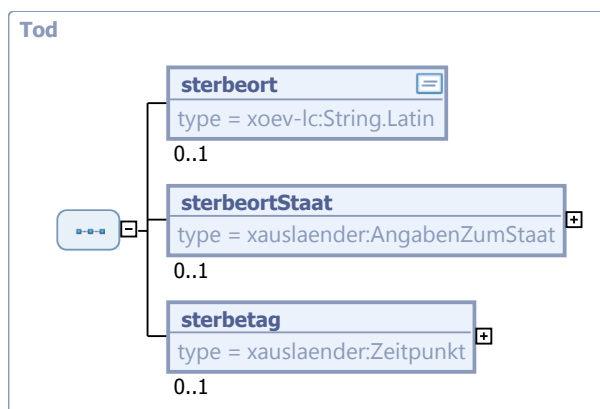 Tod
sterbeort
type = xoev-lc:String.Latin
0..1
sterbeortStaat
type = xauslaender:AngabenZumStaat
0..1
sterbetag
type = xauslaender:Zeitpunkt
0..1